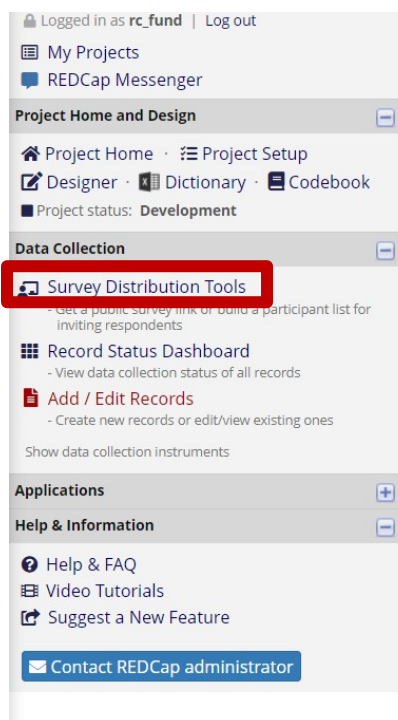 Logged in as rc_fund | Log out
My Projects
REDCap Messenger
Project Home and Design
Project Home · Project Setup
Designer · Dictionary · Codebook
Project status: Development
Data Collection
Survey Distribution Tools
- Get a public survey link or build a participant list for
inviting respondents
Record Status Dashboard
- View data collection status of all records
Add / Edit Records
- Create new records or edit/view existing ones
Show data collection instruments
Applications
Help & Information
Help & FAQ
Video Tutorials
Suggest a New Feature
Contact REDCap administrator